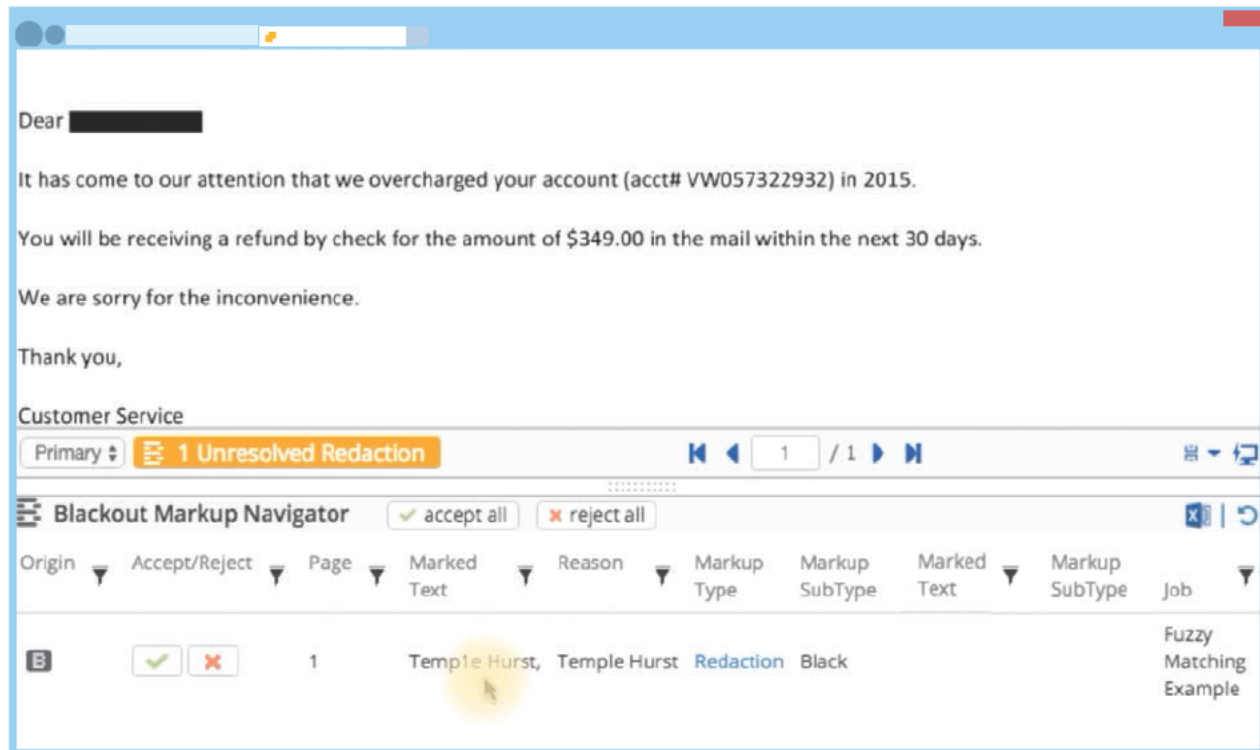 Dear
It has come to our attention that we overcharged your account (acct# VW057322932) in 2015.
You will be receiving a refund by check for the amount of $349.00 in the mail within the next 30 days.
We are sorry for the inconvenience.
Thank you,
Customer Service
Primary 1 Unresolved Redaction 1 / 1
Blackout Markup Navigator accept all reject all
Origin Accept/Reject Page Marked Reason Markup Markup Marked Markup
Text Type SubType Text SubType Job
Fuzzy
B 1 Temp1e Hurst, Temple Hurst Redaction Black Matching
Example